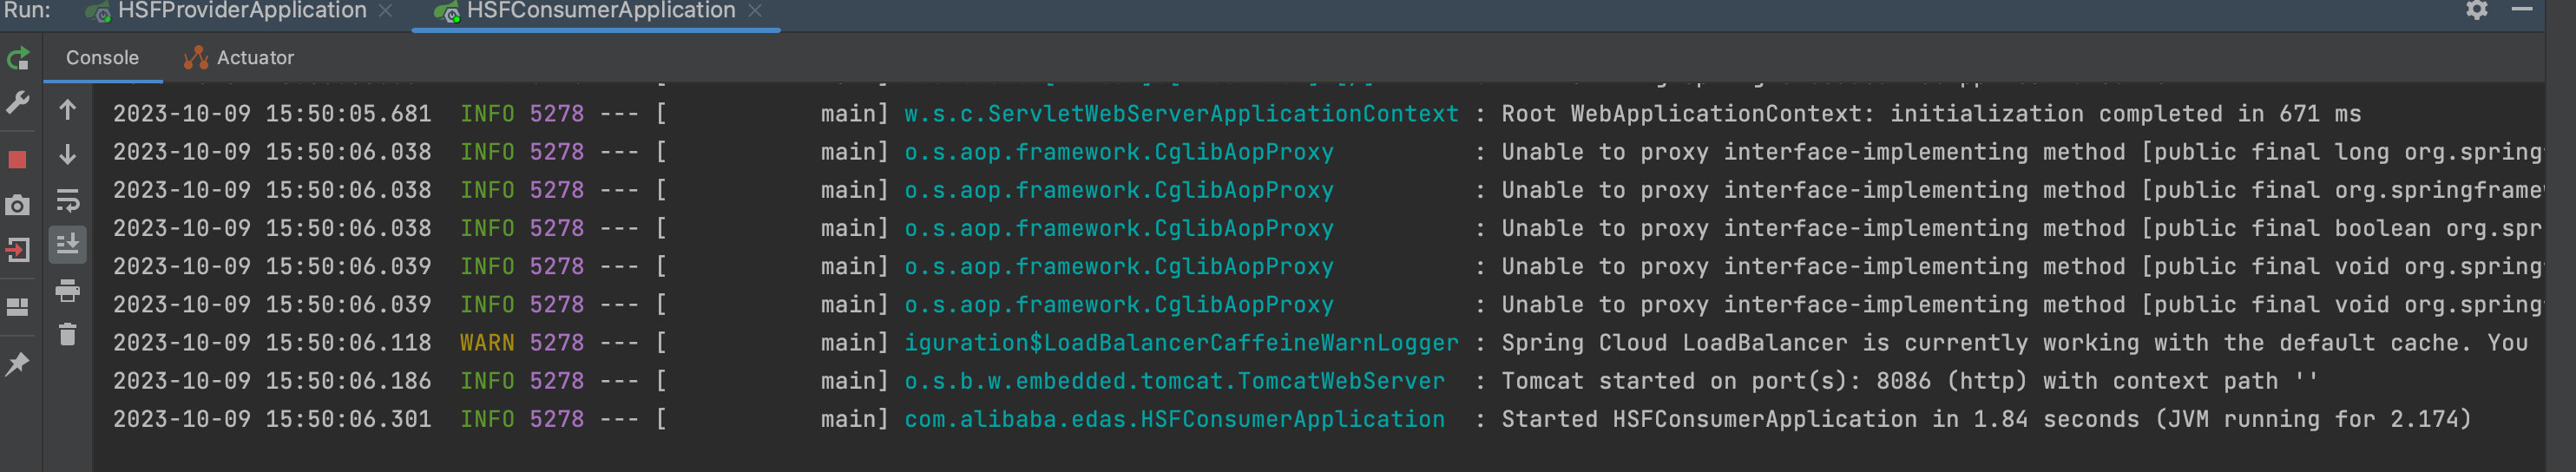 Run: HSFProviderApplication HSFConsumerApplication
Console Actuator
2023-10-09 15:50:05.681 INFO 5278 --- [ main] w.s.c.ServletWebServerApplicationContext : Root WebApplicationContext: initialization completed in 671 ms
2023-10-09 15:50:06.038 INFO 5278 --- [ main] o.s.aop.framework.CglibAopProxy : Unable to proxy interface-implementing method [public final long org.spring
2023-10-09 15:50:06.038 INFO 5278 --- [ main] o.s.aop.framework.CglibAopProxy : Unable to proxy interface-implementing method [public final org.springframew
2023-10-09 15:50:06.038 INFO 5278 --- [ main] o.s.aop.framework.CglibAopProxy : Unable to proxy interface-implementing method [public final boolean org.spr
2023-10-09 15:50:06.039 INFO 5278 --- [ main] o.s.aop.framework.CglibAopProxy : Unable to proxy interface-implementing method [public final void org.spring
2023-10-09 15:50:06.039 INFO 5278 --- [ main] o.s.aop.framework.CglibAopProxy : Unable to proxy interface-implementing method [public final void org.spring
2023-10-09 15:50:06.118 WARN 5278 --- [ main] iguration$LoadBalancerCaffeineWarnLogger : Spring Cloud LoadBalancer is currently working with the default cache. You
2023-10-09 15:50:06.186 INFO 5278 --- [ main] o.s.b.w.embedded.tomcat.TomcatWebServer : Tomcat started on port(s): 8086 (http) with context path ''
2023-10-09 15:50:06.301 INFO 5278 --- [ main] com.alibaba.edas.HSFConsumerApplication : Started HSFConsumerApplication in 1.84 seconds (JVM running for 2.174)